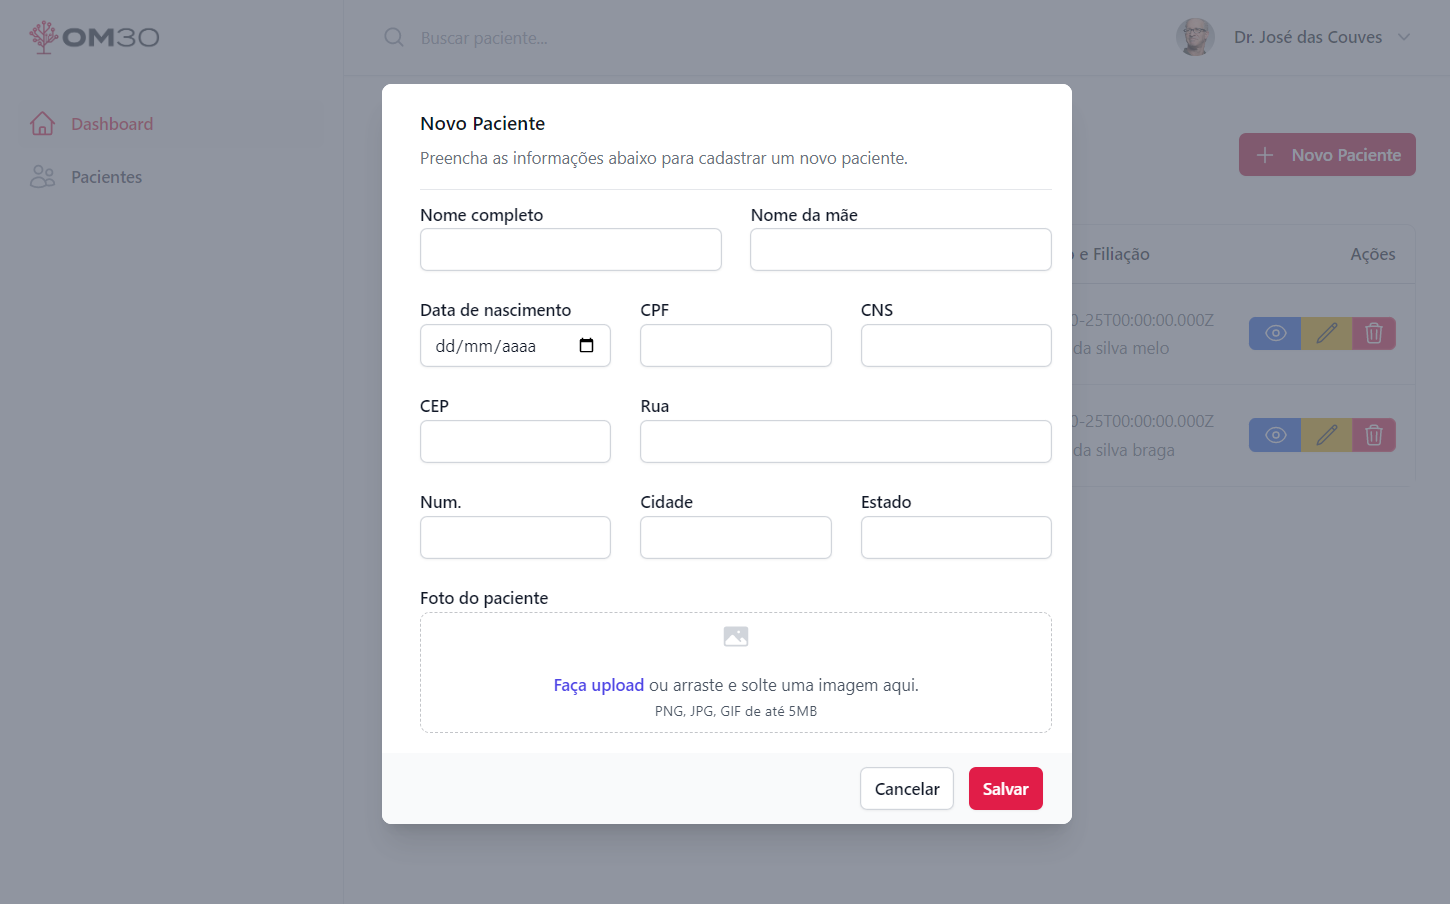 OM30
Buscar paciente...
Dr. José das Couves
Dashboard
Pacientes
Novo Paciente
Novo Paciente
Preencha as informações abaixo para cadastrar um novo paciente.
Nome completo
Nome da mãe
e Filiação
Ações
Data de nascimento
CPF
CNS
dd/mm/aaaa
0-25T00:00:00.000Z
da silva melo
CEP
Rua
0-25T00:00:00.000Z
da silva braga
Num.
Cidade
Estado
Foto do paciente
Faça upload ou arraste e solte uma imagem aqui.
PNG, JPG, GIF de até 5MB
Cancelar
Salvar